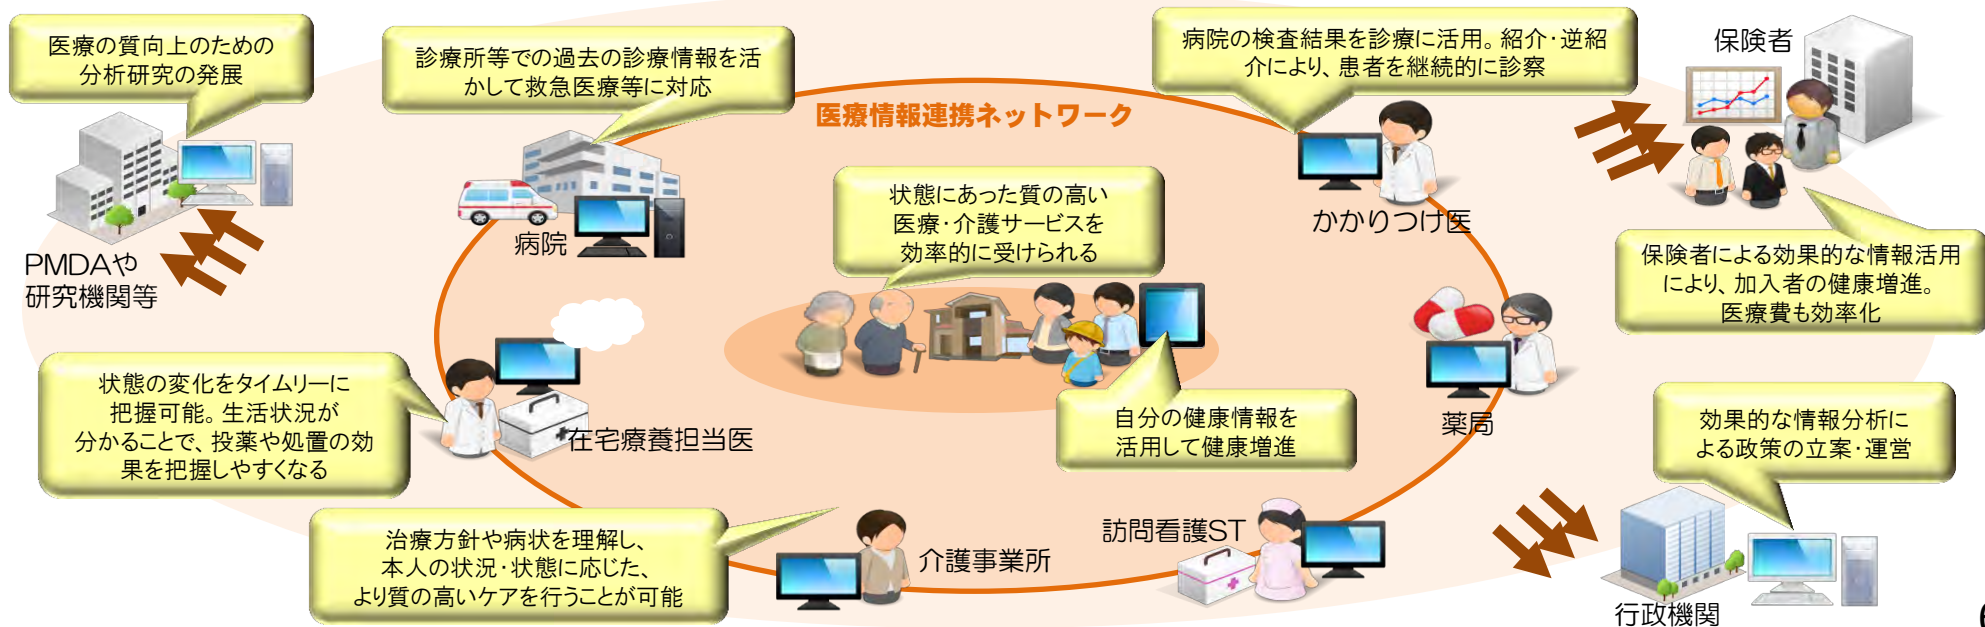 医療の質向上のための
分析研究の発展
PMDAや
研究機関等
診療所等での過去の診療情報を活
かして救急医療等に対応
病院
医療情報連携ネットワーク
病院の検査結果を診療に活用。紹介・逆紹
介により、患者を継続的に診察
かかりつけ医
保険者
保険者による効果的な情報活用
により、加入者の健康増進。
医療費も効率化
状態にあった質の高い
医療・介護サービスを
効率的に受けられる
自分の健康情報を
活用して健康増進
薬局
状態の変化をタイムリーに
把握可能。生活状況が
分かることで、投薬や処置の効
果を把握しやすくなる
在宅療養担当医
治療方針や病状を理解し、
本人の状況・状態に応じた、
より質の高いケアを行うことが可能
介護事業所
訪問看護ST
効果的な情報分析に
よる政策の立案・運営
行政機関